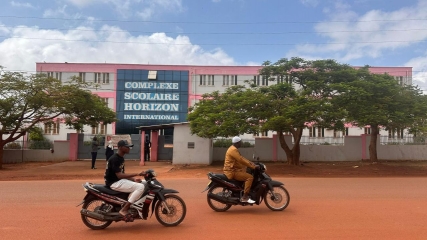 COMPLEXE
SCOLAIRE
HORIZON
INTERNATIONAL